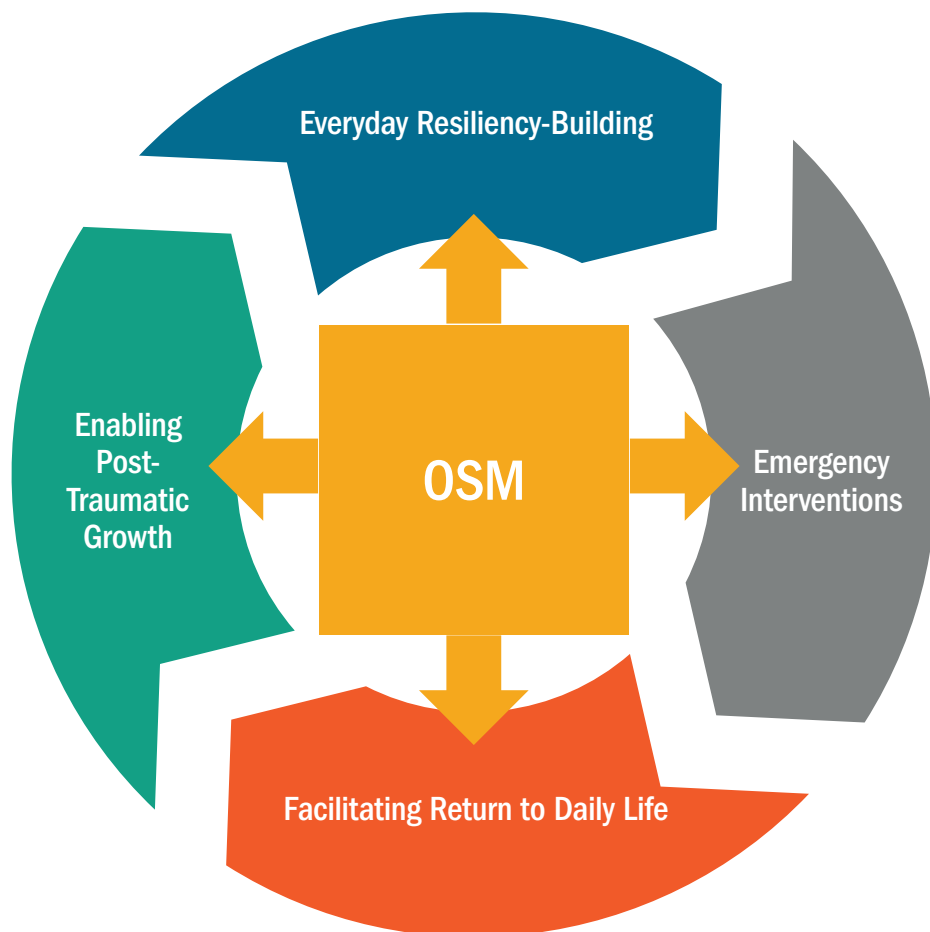 Everyday Resiliency-Building
Enabling
Post-
Traumatic
Growth
OSM
Emergency
Interventions
Facilitating Return to Daily Life